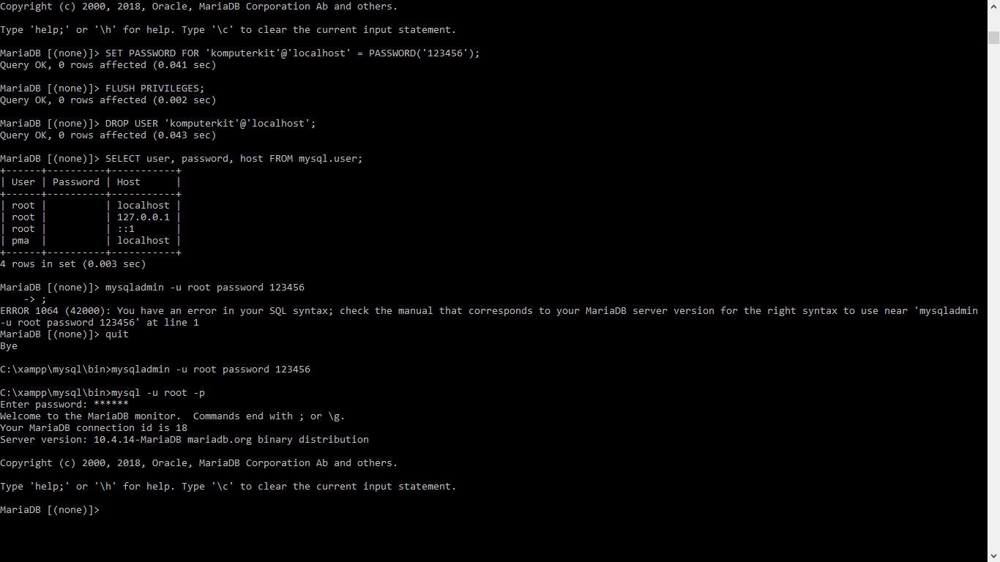 Copyright (c) 2000, 2018, Oracle, MariaDB Corporation Ab and others.
Type 'help;' or '\h' for help. Type '\c' to clear the current input statement.
MariaDB [(none)]> SET PASSWORD FOR 'komputerkit'@'localhost' = PASSWORD('123456');
Query OK, 0 rows affected (0.041 sec)
MariaDB [(none)]> FLUSH PRIVILEGES;
Query OK, 0 rows affected (0.002 sec)
MariaDB [(none)]> DROP USER 'komputerkit'@'localhost';
Query OK, 0 rows affected (0.043 sec)
MariaDB [(none)]> SELECT user, password, host FROM mysql.user;
+------+----------+-----------+
| User | Password | Host      |
+------+----------+-----------+
| root |          | localhost |
| root |          | 127.0.0.1 |
| root |          | ::1       |
| pma  |          | localhost |
+------+----------+-----------+
4 rows in set (0.003 sec)
MariaDB [(none)]> mysqladmin -u root password 123456
    -> ;
ERROR 1064 (42000): You have an error in your SQL syntax; check the manual that corresponds to your MariaDB server version for the right syntax to use near 'mysqladmin
-u root password 123456' at line 1
MariaDB [(none)]> quit
Bye
C:\xampp\mysql\bin>mysqladmin -u root password 123456
C:\xampp\mysql\bin>mysql -u root -p
Enter password: ******
Welcome to the MariaDB monitor.  Commands end with ; or \g.
Your MariaDB connection id is 18
Server version: 10.4.14-MariaDB mariadb.org binary distribution
Copyright (c) 2000, 2018, Oracle, MariaDB Corporation Ab and others.
Type 'help;' or '\h' for help. Type '\c' to clear the current input statement.
MariaDB [(none)]>